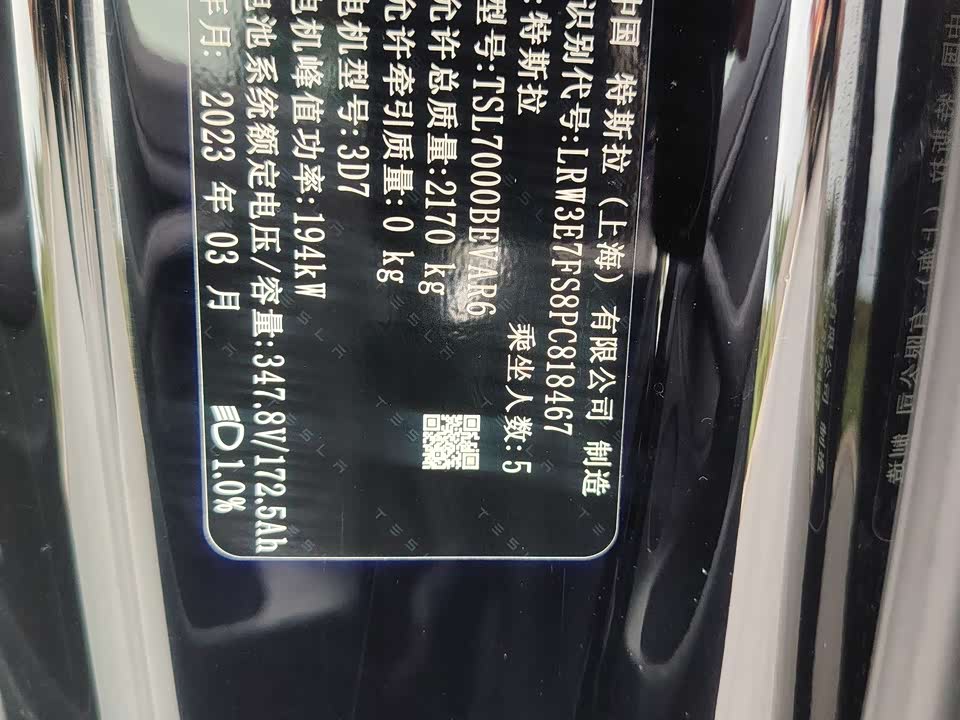 中国 特斯拉（上海）有限公司 制造
识别代号:LRW3E7FS8PC818467
:特斯拉 乘坐人数:5
型号:TSL7000BEVAR6
允许总质量:2170 kg
允许牵引质量:0 kg
电机型号:3D7
电机峰值功率:194kW
电池系统额定电压/容量:347.8V/172.5Ah
年月: 2023 年 03 月 1.0%